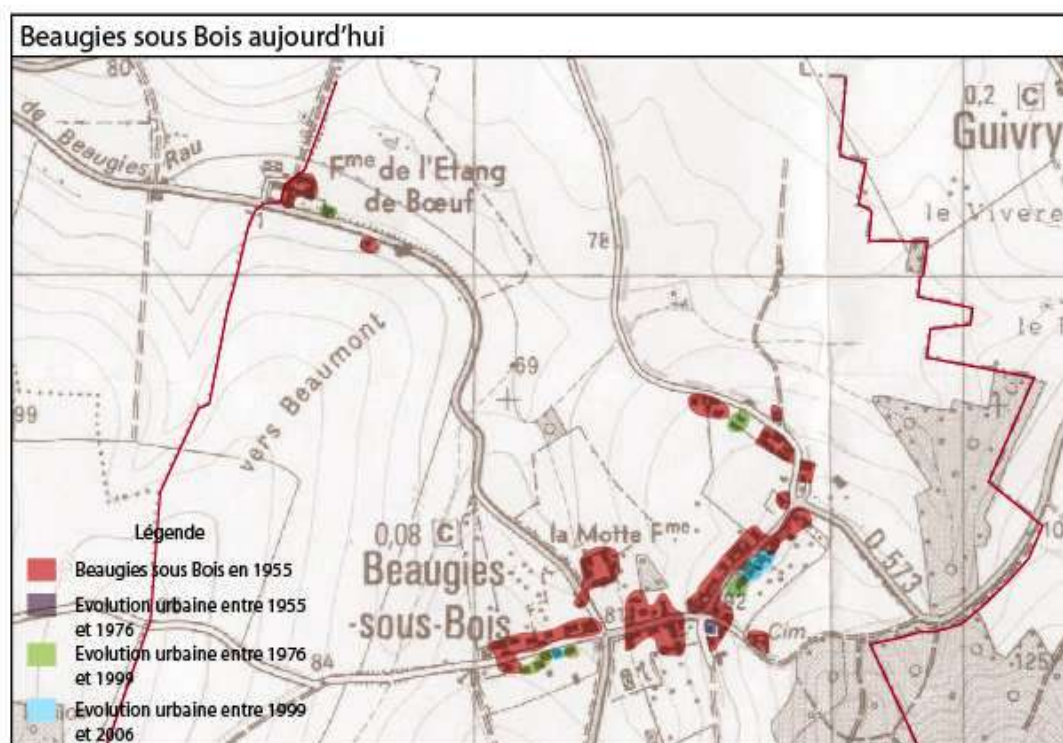 Beaugies sous Bois aujourd'hui
80
de Beaugies Rau
Fme de l'Etang
de Bœuf
0,2 C
Guivry
le Viver
78
le
69
99
vers Beaumont
Légende
Beaugies sous Bois en 1955
Evolution urbaine entre 1955
et 1976
Evolution urbaine entre 1976
et 1999
Evolution urbaine entre 1999
et 2006
0,08 C
Beaugies-
-sous-Bois
la Motte Fme
D 573
Cim
84
125